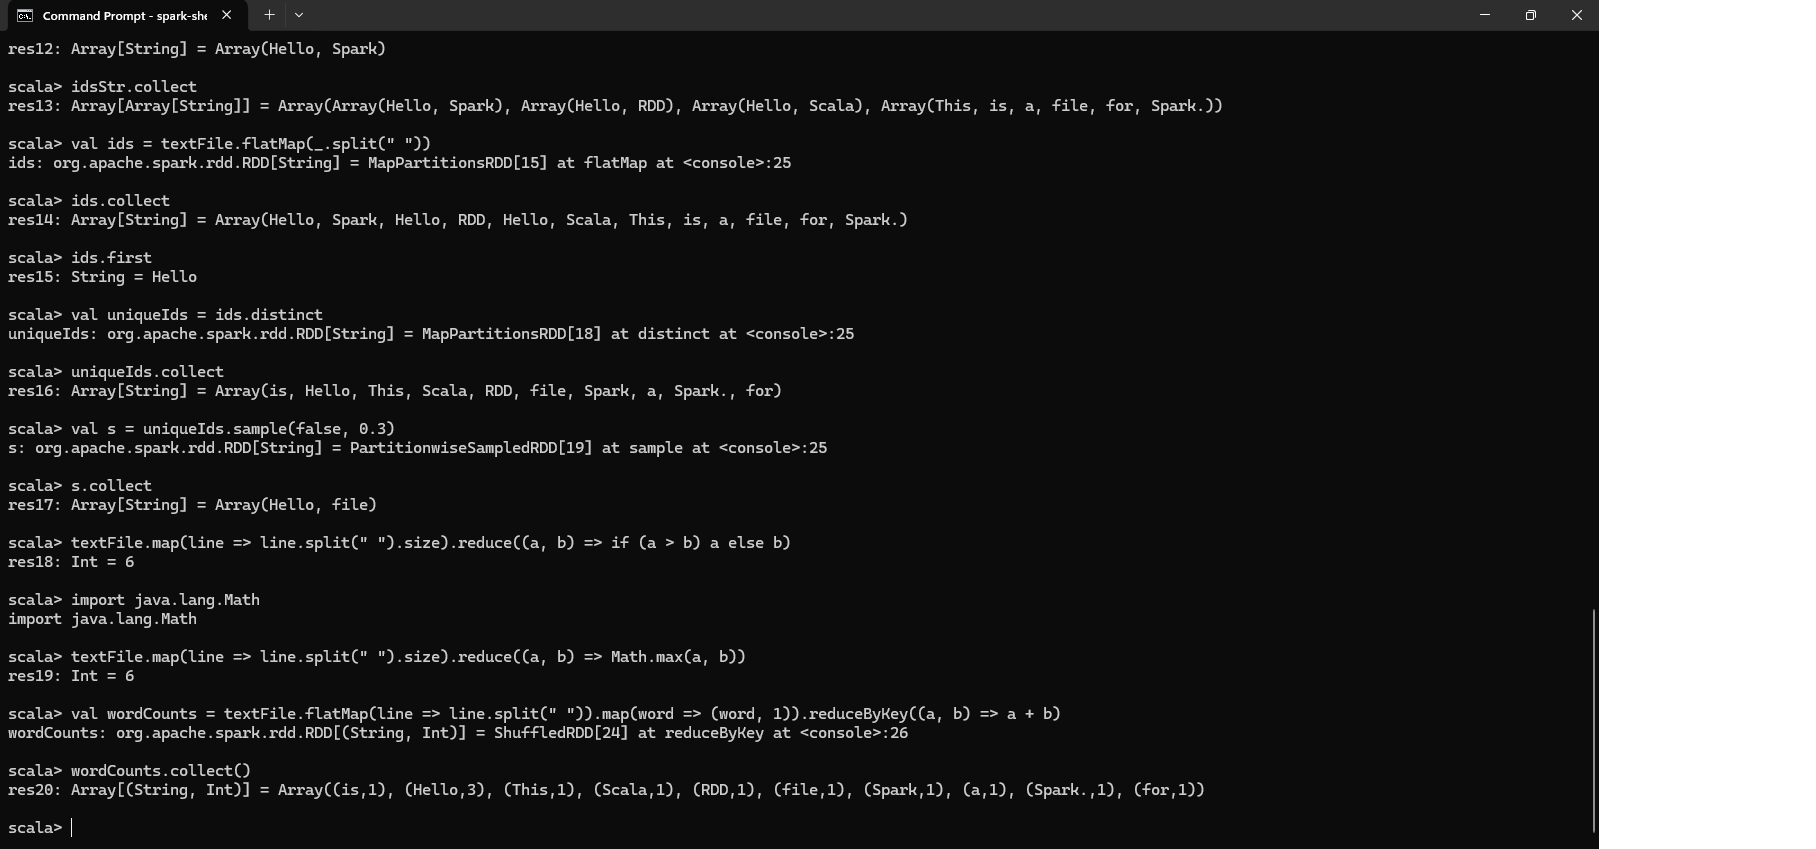 Command Prompt - spark-she
res12: Array[String] = Array(Hello, Spark)
scala> idsStr.collect
res13: Array[Array[String]] = Array(Array(Hello, Spark), Array(Hello, RDD), Array(Hello, Scala), Array(This, is, a, file, for, Spark.))
scala> val ids = textFile.flatMap(_.split(" "))
ids: org.apache.spark.rdd.RDD[String] = MapPartitionsRDD[15] at flatMap at <console>:25
scala> ids.collect
res14: Array[String] = Array(Hello, Spark, Hello, RDD, Hello, Scala, This, is, a, file, for, Spark.)
scala> ids.first
res15: String = Hello
scala> val uniqueIds = ids.distinct
uniqueIds: org.apache.spark.rdd.RDD[String] = MapPartitionsRDD[18] at distinct at <console>:25
scala> uniqueIds.collect
res16: Array[String] = Array(is, Hello, This, Scala, RDD, file, Spark, a, Spark., for)
scala> val s = uniqueIds.sample(false, 0.3)
s: org.apache.spark.rdd.RDD[String] = PartitionwiseSampledRDD[19] at sample at <console>:25
scala> s.collect
res17: Array[String] = Array(Hello, file)
scala> textFile.map(line => line.split(" ").size).reduce((a, b) => if (a > b) a else b)
res18: Int = 6
scala> import java.lang.Math
import java.lang.Math
scala> textFile.map(line => line.split(" ").size).reduce((a, b) => Math.max(a, b))
res19: Int = 6
scala> val wordCounts = textFile.flatMap(line => line.split(" ")).map(word => (word, 1)).reduceByKey((a, b) => a + b)
wordCounts: org.apache.spark.rdd.RDD[(String, Int)] = ShuffledRDD[24] at reduceByKey at <console>:26
scala> wordCounts.collect()
res20: Array[(String, Int)] = Array((is,1), (Hello,3), (This,1), (Scala,1), (RDD,1), (file,1), (Spark,1), (a,1), (Spark.,1), (for,1))
scala>